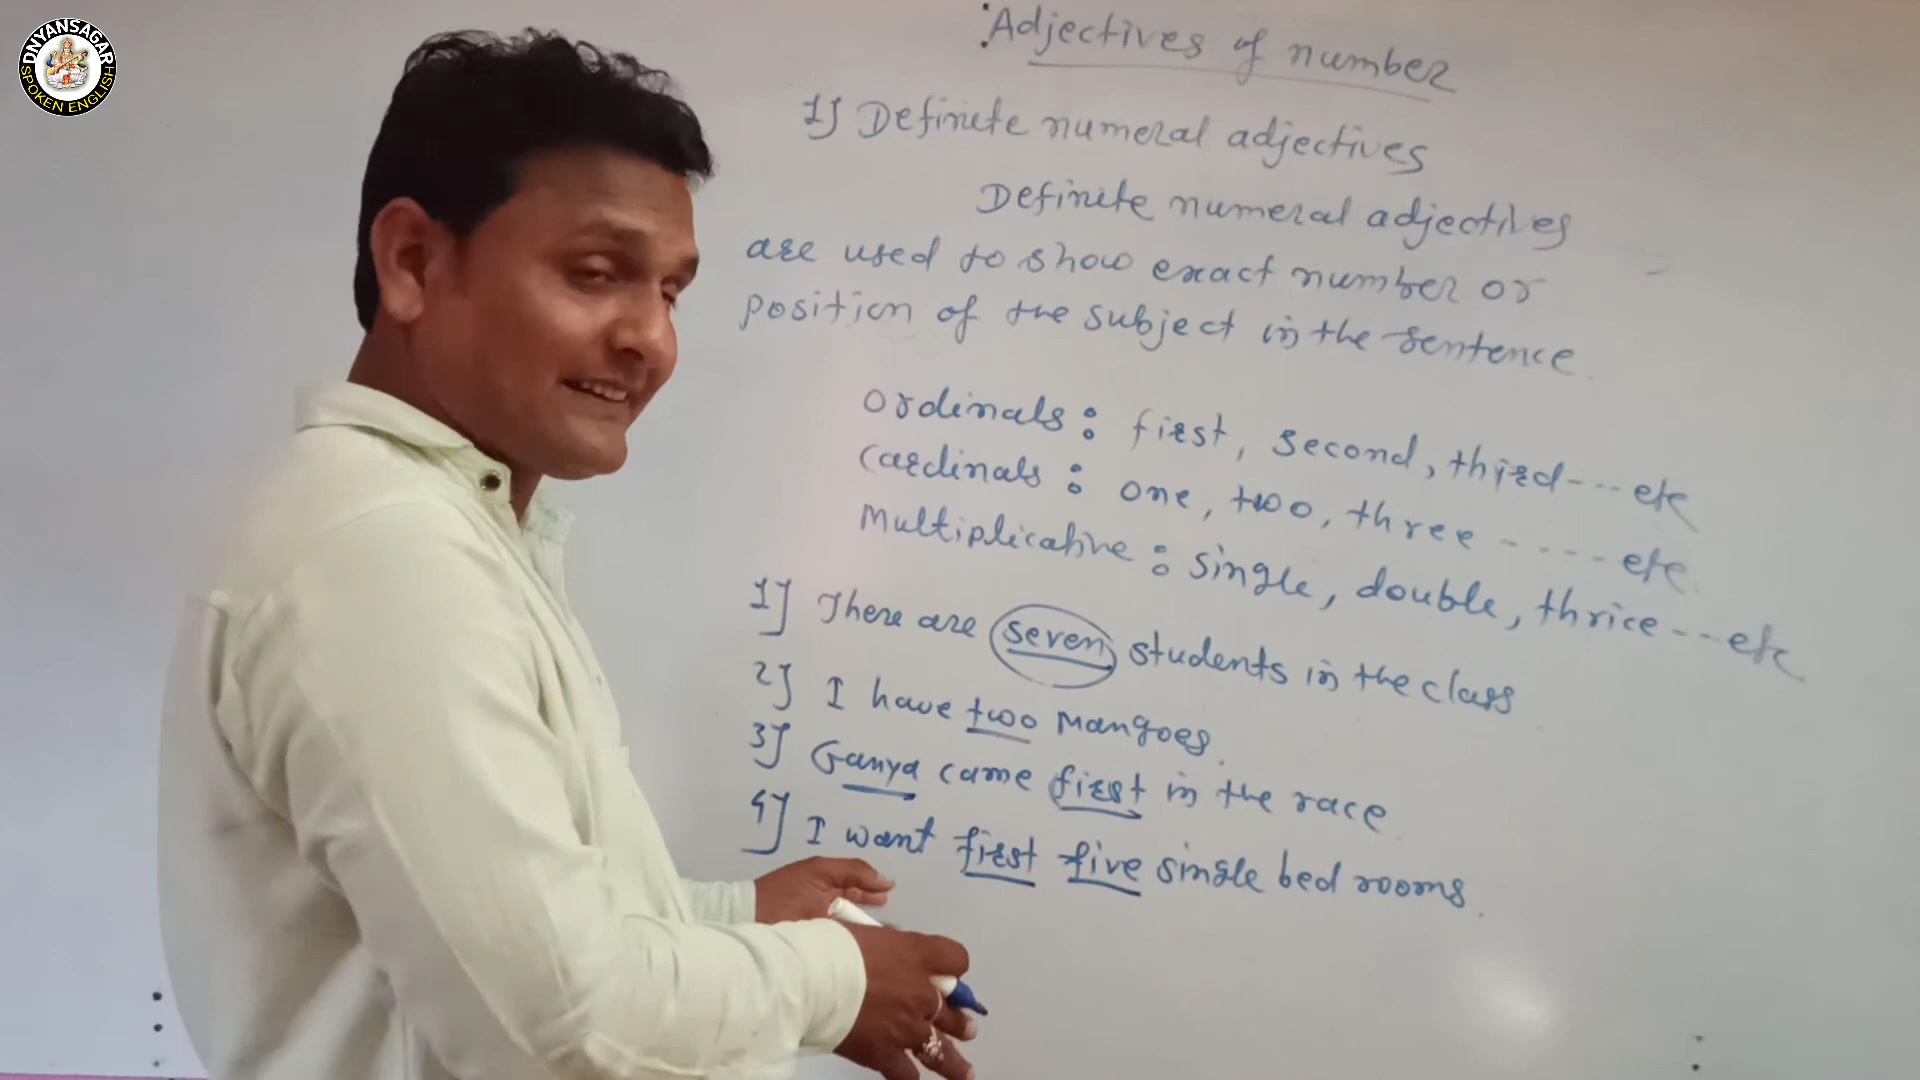 DNYANSAGAR
SPOKEN ENGLISH
Adjectives of number
1] Definite numeral adjectives
Definite numeral adjectives
are used to show exact number or
position of the subject in the sentence
Ordinals : first, second, third --- etc
Cardinals : one, two, three ----- etc
Multiplicative : single, double, thrice --- etc
1] There are seven students in the class
2] I have two Mangoes.
3] Ganya came first in the race
4] I want first five single bed rooms.